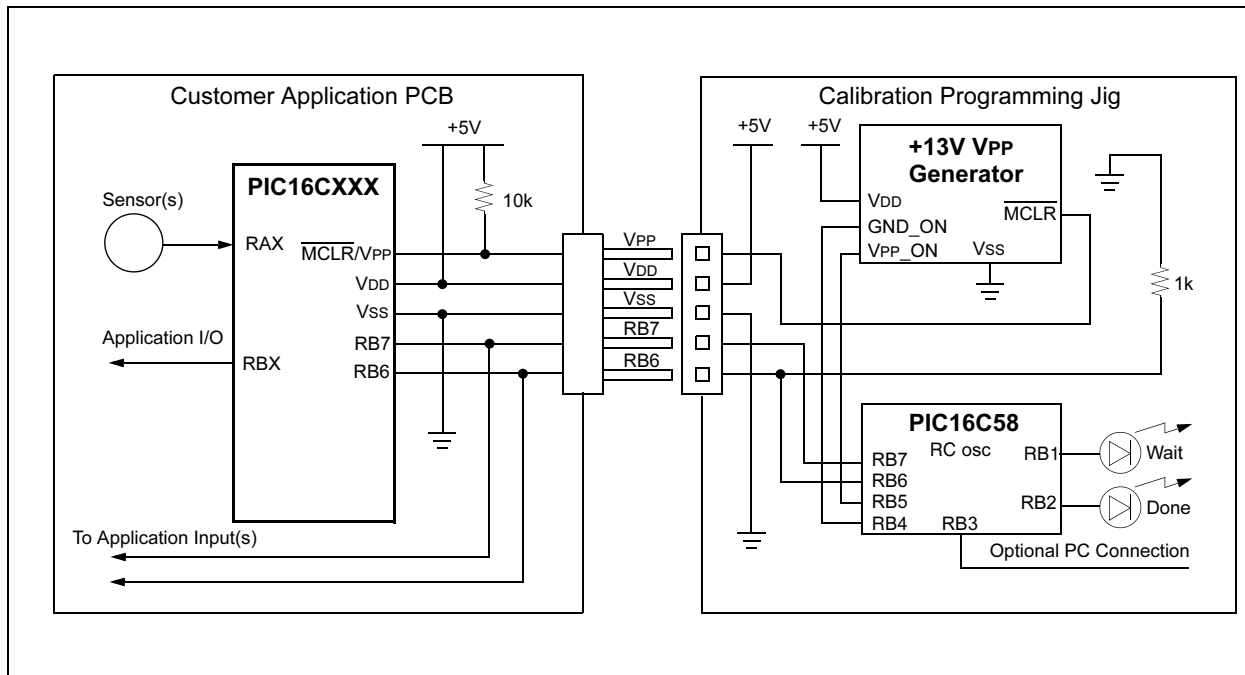 Customer Application PCB
+5V
PIC16CXXX
10k
Sensor(s)
RAX
MCLR/VPP
VDD
VSS
Application I/O
RB7
RBX
RB6
To Application Input(s)
VPP
VDD
VSS
RB7
RB6
Calibration Programming Jig
+5V
+5V
+13V VPP
Generator
VDD
MCLR
GND_ON
VPP_ON
VSS
1k
PIC16C58
RC osc
RB7
RB6
RB5
RB4
RB3
RB1
Wait
RB2
Done
Optional PC Connection